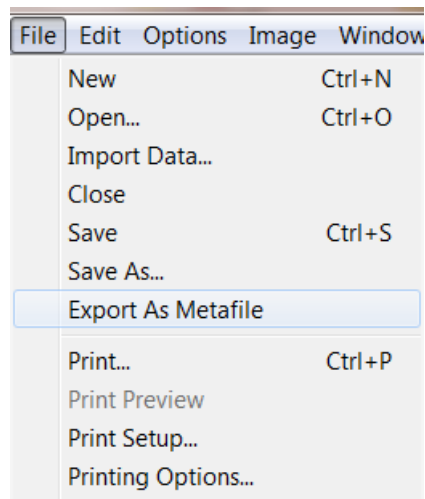 File Edit Options Image Window
New Ctrl+N
Open... Ctrl+O
Import Data...
Close
Save Ctrl+S
Save As...
Export As Metafile
Print... Ctrl+P
Print Preview
Print Setup...
Printing Options...